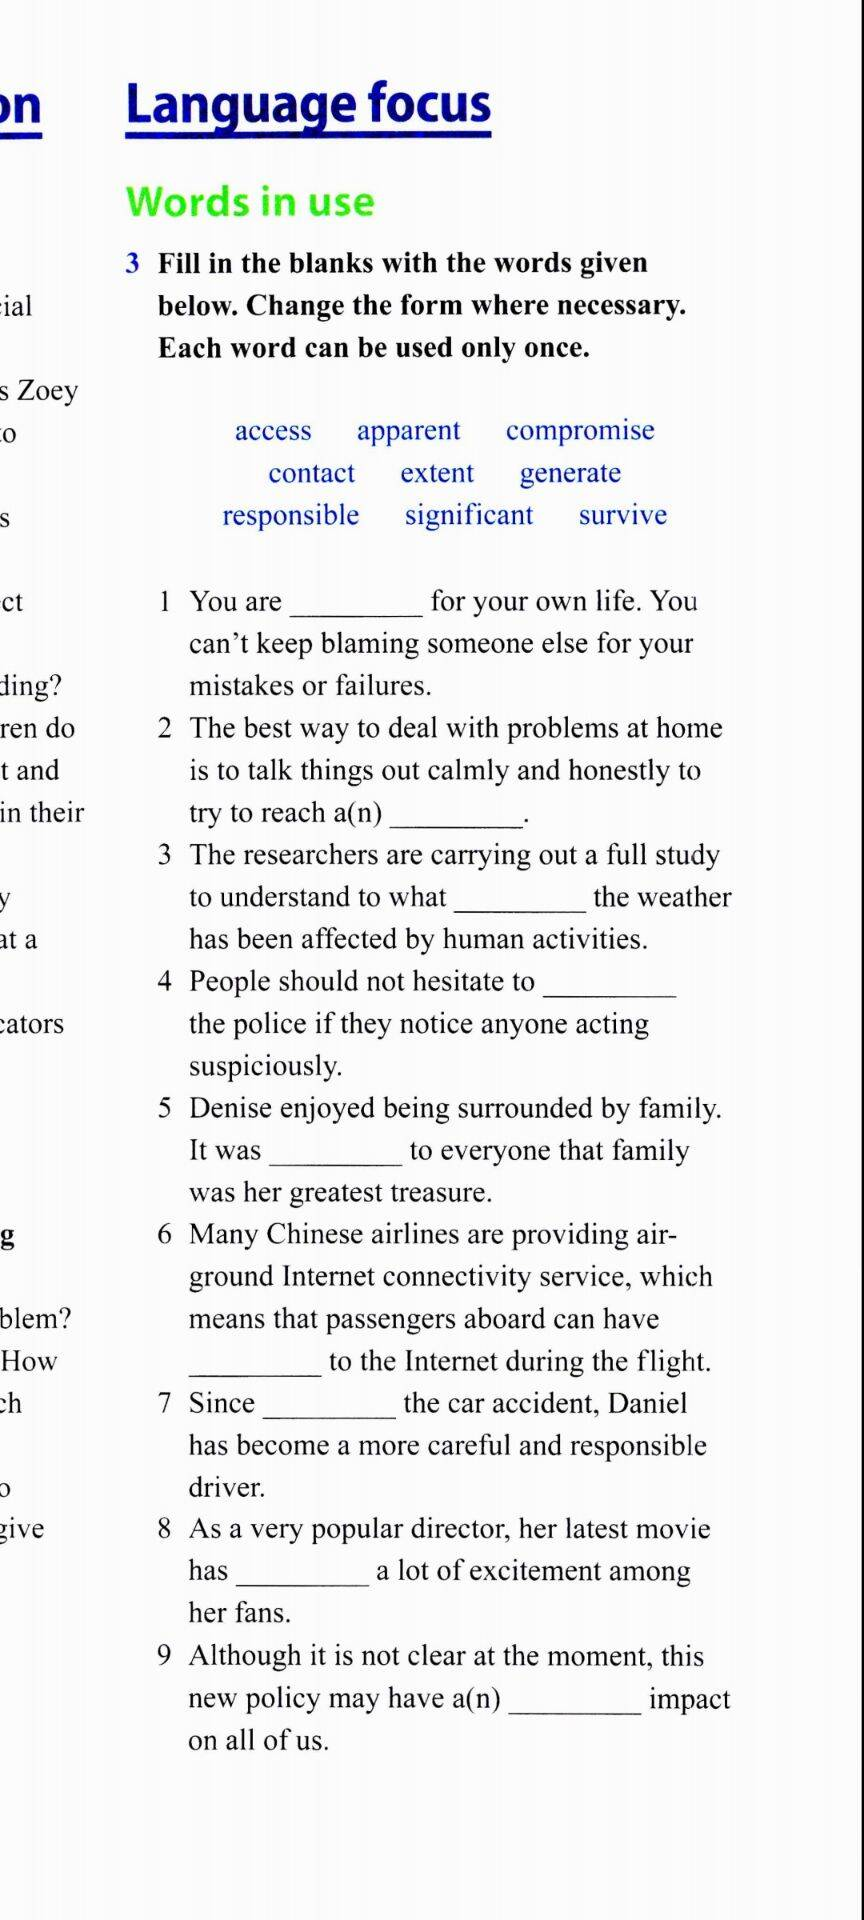 on
Language focus
Words in use
3 Fill in the blanks with the words given
cial
below. Change the form where necessary.
Each word can be used only once.
s Zoey
to
access apparent compromise
contact extent generate
s
responsible significant survive
ct
1 You are _________ for your own life. You
can't keep blaming someone else for your
ding?
mistakes or failures.
ren do
2 The best way to deal with problems at home
t and
is to talk things out calmly and honestly to
in their
try to reach a(n) _________.
3 The researchers are carrying out a full study
y
to understand to what _________ the weather
at a
has been affected by human activities.
4 People should not hesitate to _________
cators
the police if they notice anyone acting
suspiciously.
5 Denise enjoyed being surrounded by family.
It was _________ to everyone that family
was her greatest treasure.
g
6 Many Chinese airlines are providing air-
ground Internet connectivity service, which
blem?
means that passengers aboard can have
How
_________ to the Internet during the flight.
ch
7 Since _________ the car accident, Daniel
has become a more careful and responsible
o
driver.
give
8 As a very popular director, her latest movie
has _________ a lot of excitement among
her fans.
9 Although it is not clear at the moment, this
new policy may have a(n) _________ impact
on all of us.